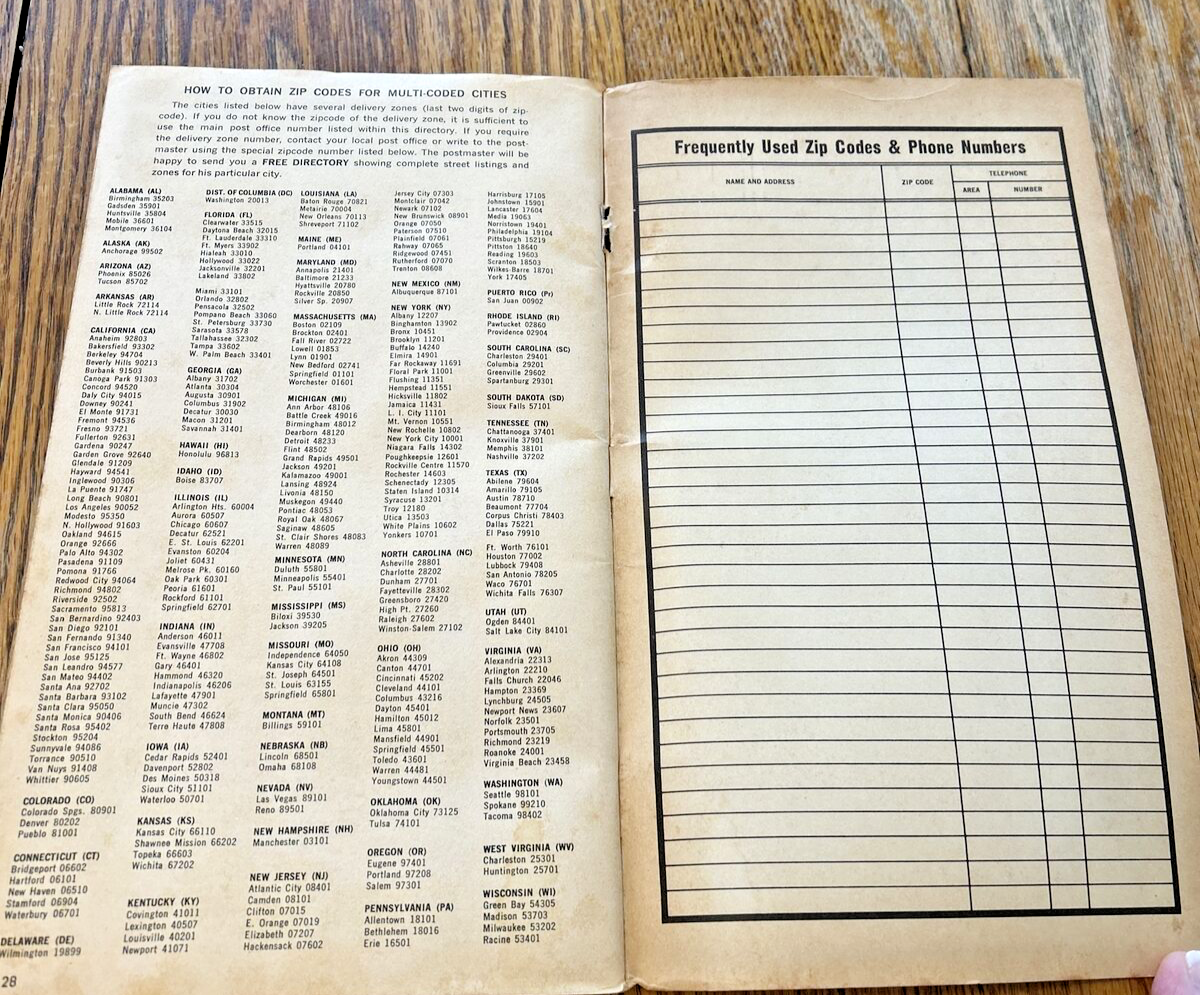 HOW TO OBTAIN ZIP CODES FOR MULTI-CODED CITIES
The cities listed below have several delivery zones (last two digits of zip-
code). If you do not know the zipcode of the delivery zone, it is sufficient to
use the main post office number listed within this directory. If you require
the delivery zone number, contact your local post office or write to the post-
master using the special zipcode number listed below. The postmaster will be
happy to send you a FREE DIRECTORY showing complete street listings and
zones for his particular city.
ALABAMA (AL)
Birmingham 35203
Gadsden 35901
Huntsville 35804
Mobile 36601
Montgomery 36104
ALASKA (AK)
Anchorage 99502
ARIZONA (AZ)
Phoenix 85026
Tucson 85702
ARKANSAS (AR)
Little Rock 72114
N. Little Rock 72114
CALIFORNIA (CA)
Anaheim 92803
Bakersfield 93302
Berkeley 94704
Beverly Hills 90213
Burbank 91503
Canoga Park 91303
Concord 94520
Daly City 94015
Downey 90241
El Monte 91731
Fremont 94536
Fresno 93721
Fullerton 92631
Gardena 90247
Garden Grove 92640
Glendale 91209
Hayward 94541
Inglewood 90306
La Puente 91747
Long Beach 90801
Los Angeles 90052
Modesto 95350
N. Hollywood 91603
Oakland 94615
Orange 92666
Palo Alto 94302
Pasadena 91109
Pomona 91766
Redwood City 94064
Richmond 94802
Riverside 92502
Sacramento 95813
San Bernardino 92403
San Diego 92101
San Fernando 91340
San Francisco 94101
San Jose 95125
San Leandro 94577
San Mateo 94402
Santa Ana 92702
Santa Barbara 93102
Santa Clara 95050
Santa Monica 90406
Santa Rosa 95402
Stockton 95204
Sunnyvale 94086
Torrance 90510
Van Nuys 91408
Whittier 90605
COLORADO (CO)
Colorado Spgs. 80901
Denver 80202
Pueblo 81001
CONNECTICUT (CT)
Bridgeport 06602
Hartford 06101
New Haven 06510
Stamford 06904
Waterbury 06701
DELAWARE (DE)
Wilmington 19899
28
DIST. OF COLUMBIA (DC)
Washington 20013
FLORIDA (FL)
Clearwater 33515
Daytona Beach 32015
Ft. Lauderdale 33310
Ft. Myers 33902
Hialeah 33010
Hollywood 33022
Jacksonville 32201
Lakeland 33802
Miami 33101
Orlando 32802
Pensacola 32502
Pompano Beach 33060
St. Petersburg 33730
Sarasota 33578
Tallahassee 32302
Tampa 33602
W. Palm Beach 33401
GEORGIA (GA)
Albany 31702
Atlanta 30304
Augusta 30901
Columbus 31902
Decatur 30030
Macon 31201
Savannah 31401
HAWAII (HI)
Honolulu 96813
IDAHO (ID)
Boise 83707
ILLINOIS (IL)
Arlington Hts. 60004
Aurora 60507
Chicago 60607
Decatur 62521
E. St. Louis 62201
Evanston 60204
Joliet 60431
Melrose Pk. 60160
Oak Park 60301
Peoria 61601
Rockford 61101
Springfield 62701
INDIANA (IN)
Anderson 46011
Evansville 47708
Ft. Wayne 46802
Gary 46401
Hammond 46320
Indianapolis 46206
Lafayette 47901
Muncie 47302
South Bend 46624
Terre Haute 47808
IOWA (IA)
Cedar Rapids 52401
Davenport 52802
Des Moines 50318
Sioux City 51101
Waterloo 50701
KANSAS (KS)
Kansas City 66110
Shawnee Mission 66202
Topeka 66603
Wichita 67202
KENTUCKY (KY)
Covington 41011
Lexington 40507
Louisville 40201
Newport 41071
LOUISIANA (LA)
Baton Rouge 70821
Metairie 70004
New Orleans 70113
Shreveport 71102
MAINE (ME)
Portland 04101
MARYLAND (MD)
Annapolis 21401
Baltimore 21233
Hyattsville 20780
Rockville 20850
Silver Sp. 20907
MASSACHUSETTS (MA)
Boston 02109
Brockton 02401
Fall River 02722
Lowell 01853
Lynn 01901
New Bedford 02741
Springfield 01101
Worchester 01601
MICHIGAN (MI)
Ann Arbor 48106
Battle Creek 49016
Birmingham 48012
Dearborn 48120
Detroit 48233
Flint 48502
Grand Rapids 49501
Jackson 49201
Kalamazoo 49001
Lansing 48924
Livonia 48150
Muskegon 49440
Pontiac 48053
Royal Oak 48067
Saginaw 48605
St. Clair Shores 48083
Warren 48089
MINNESOTA (MN)
Duluth 55801
Minneapolis 55401
St. Paul 55101
MISSISSIPPI (MS)
Biloxi 39530
Jackson 39205
MISSOURI (MO)
Independence 64050
Kansas City 64108
St. Joseph 64501
St. Louis 63155
Springfield 65801
MONTANA (MT)
Billings 59101
NEBRASKA (NB)
Lincoln 68501
Omaha 68108
NEVADA (NV)
Las Vegas 89101
Reno 89501
NEW HAMPSHIRE (NH)
Manchester 03101
NEW JERSEY (NJ)
Atlantic City 08401
Camden 08101
Clifton 07015
E. Orange 07019
Elizabeth 07207
Hackensack 07602
Jersey City 07303
Montclair 07042
Newark 07102
New Brunswick 08901
Orange 07050
Paterson 07510
Plainfield 07061
Rahway 07065
Ridgewood 07451
Rutherford 07070
Trenton 08608
NEW MEXICO (NM)
Albuquerque 87101
NEW YORK (NY)
Albany 12207
Binghamton 13902
Bronx 10451
Brooklyn 11201
Buffalo 14240
Elmira 14901
Far Rockaway 11691
Floral Park 11001
Flushing 11351
Hempstead 11551
Hicksville 11802
Jamaica 11431
L. I. City 11101
Mt. Vernon 10551
New Rochelle 10802
New York City 10001
Niagara Falls 14302
Poughkeepsie 12601
Rockville Centre 11570
Rochester 14603
Schenectady 12305
Staten Island 10314
Syracuse 13201
Troy 12180
Utica 13503
White Plains 10602
Yonkers 10701
NORTH CAROLINA (NC)
Asheville 28801
Charlotte 28202
Dunham 27701
Fayetteville 28302
Greensboro 27420
High Pt. 27260
Raleigh 27602
Winston-Salem 27102
OHIO (OH)
Akron 44309
Canton 44701
Cincinnati 45202
Cleveland 44101
Columbus 43216
Dayton 45401
Hamilton 45012
Lima 45801
Mansfield 44901
Springfield 45501
Toledo 43601
Warren 44481
Youngstown 44501
OKLAHOMA (OK)
Oklahoma City 73125
Tulsa 74101
OREGON (OR)
Eugene 97401
Portland 97208
Salem 97301
PENNSYLVANIA (PA)
Allentown 18101
Bethlehem 18016
Erie 16501
Harrisburg 17105
Johnstown 15901
Lancaster 17604
Media 19063
Norristown 19401
Philadelphia 19104
Pittsburgh 15219
Pittston 18640
Reading 19603
Scranton 18503
Wilkes-Barre 18701
York 17405
PUERTO RICO (Pr)
San Juan 00902
RHODE ISLAND (RI)
Pawtucket 02860
Providence 02904
SOUTH CAROLINA (SC)
Charleston 29401
Columbia 29201
Greenville 29602
Spartanburg 29301
SOUTH DAKOTA (SD)
Sioux Falls 57101
TENNESSEE (TN)
Chattanooga 37401
Knoxville 37901
Memphis 38101
Nashville 37202
TEXAS (TX)
Abilene 79604
Amarillo 79105
Austin 78710
Beaumont 77704
Corpus Christi 78403
Dallas 75221
El Paso 79910
Ft. Worth 76101
Houston 77002
Lubbock 79408
San Antonio 78205
Waco 76701
Wichita Falls 76307
UTAH (UT)
Ogden 84401
Salt Lake City 84101
VIRGINIA (VA)
Alexandria 22313
Arlington 22210
Falls Church 22046
Hampton 23369
Lynchburg 24505
Newport News 23607
Norfolk 23501
Portsmouth 23705
Richmond 23219
Roanoke 24001
Virginia Beach 23458
WASHINGTON (WA)
Seattle 98101
Spokane 99210
Tacoma 98402
WEST VIRGINIA (WV)
Charleston 25301
Huntington 25701
WISCONSIN (WI)
Green Bay 54305
Madison 53703
Milwaukee 53202
Racine 53401
Frequently Used Zip Codes & Phone Numbers
NAME AND ADDRESS
ZIP CODE
TELEPHONE
AREA
NUMBER